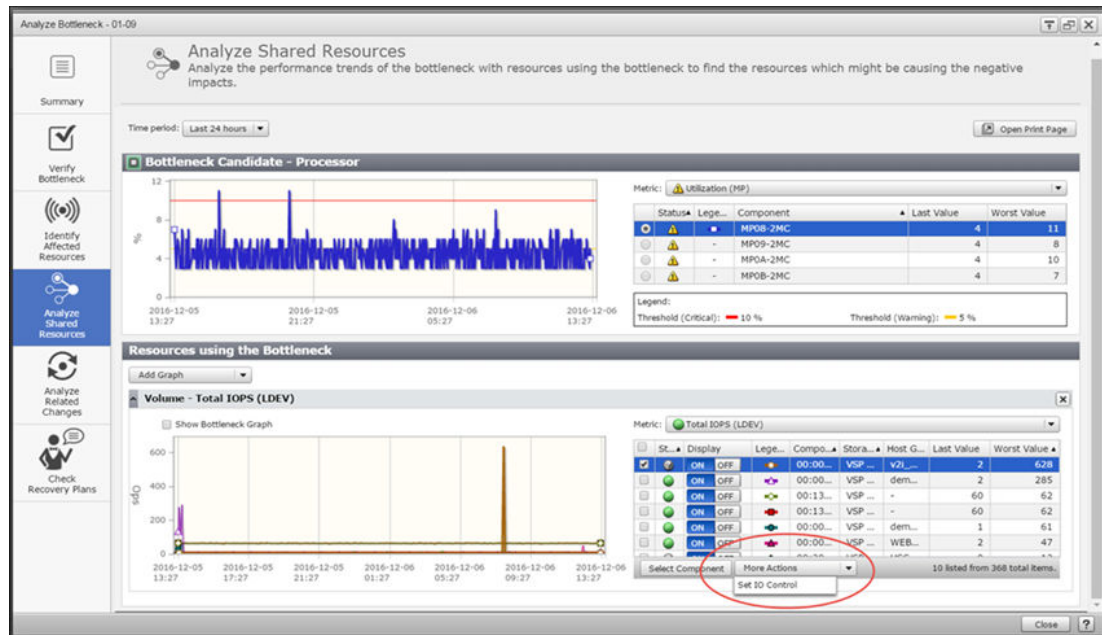 Analyze Bottleneck - 01-09
Summary
Verify
Bottleneck
Identify
Affected
Resources
Analyze
Shared
Resources
Analyze
Related
Changes
Check
Recovery Plans
Analyze Shared Resources
Analyze the performance trends of the bottleneck with resources using the bottleneck to find the resources which might be causing the negative
impacts.
Time period: Last 24 hours
Open Print Page
Bottleneck Candidate - Processor
12
8
4
0
%
2016-12-05 2016-12-05 2016-12-06 2016-12-06
13:27 21:27 05:27 13:27
Metric: Utilization (MP)
Status Lege... Component Last Value Worst Value
MP08-2MC 4 11
- MP09-2MC 4 8
- MP0A-2MC 4 10
- MP0B-2MC 4 7
Legend:
Threshold (Critical): 10 % Threshold (Warning): 5 %
Resources using the Bottleneck
Add Graph
Volume - Total IOPS (LDEV)
Show Bottleneck Graph
600
400
200
0
Ops
2016-12-05 2016-12-05 2016-12-05 2016-12-06 2016-12-06 2016-12-06 2016-12-06
13:27 17:27 21:27 01:27 05:27 09:27 13:27
Metric: Total IOPS (LDEV)
St... Display Lege... Compo... Stora... Host G... Last Value Worst Value
ON OFF 00:00... VSP ... v2i_... 2 628
ON OFF 00:00... VSP ... dem... 2 285
ON OFF 00:13... VSP ... - 60 62
ON OFF 00:13... VSP ... - 60 62
ON OFF 00:00... VSP ... dem... 1 61
ON OFF 00:00... VSP ... WEB... 2 47
Select Component More Actions 10 listed from 368 total items.
Set IO Control
Close ?